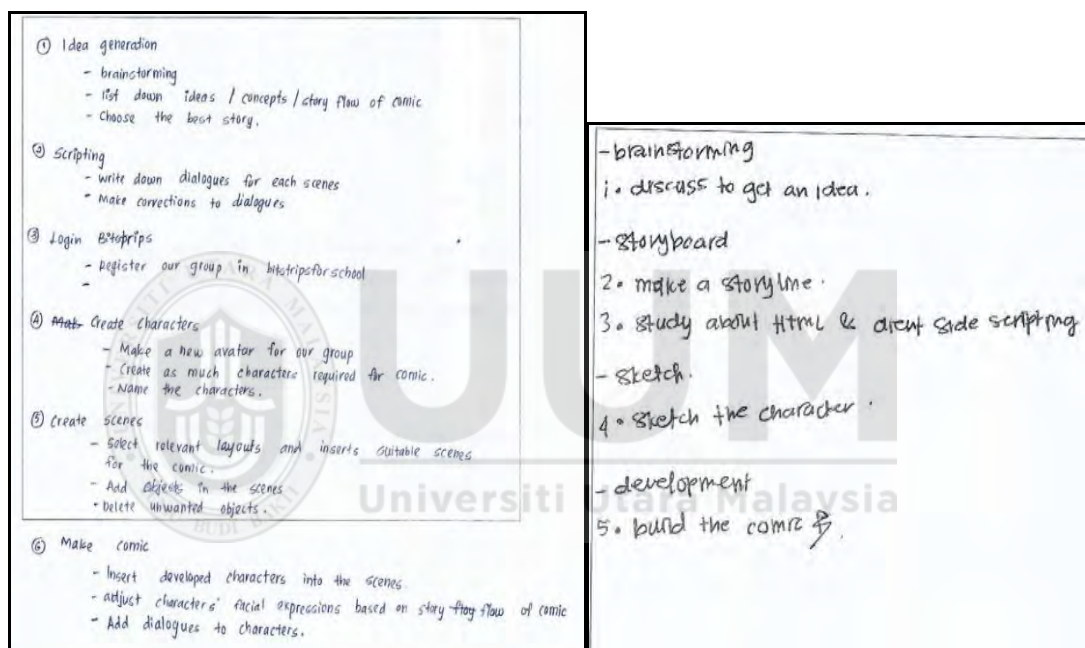 ① Idea generation
- brainstorming
- list down ideas / concepts / story flow of comic
- Choose the best story.
② Scripting
- write down dialogues for each scenes
- Make corrections to dialogues
③ Login Bitstrips
- Register our group in bitstripsforschool
-
④ Mat Create characters
- Make a new avatar for our group
- Create as much characters required for comic.
- Name the characters.
⑤ Create scenes
- Select relevant layouts and inserts suitable scenes
for the comic.
- Add objects in the scenes
- Delete unwanted objects.
⑥ Make comic
- Insert developed characters into the scenes.
- adjust characters' facial expressions based on story flow of comic
- Add dialogues to characters.
-brainstorming
1. discuss to get an idea.
-storyboard
2. make a storyline.
3. study about HTML & client side scripting
- sketch.
4. sketch the character.
- development
5. build the comic
UUM
Universiti Utara Malaysia